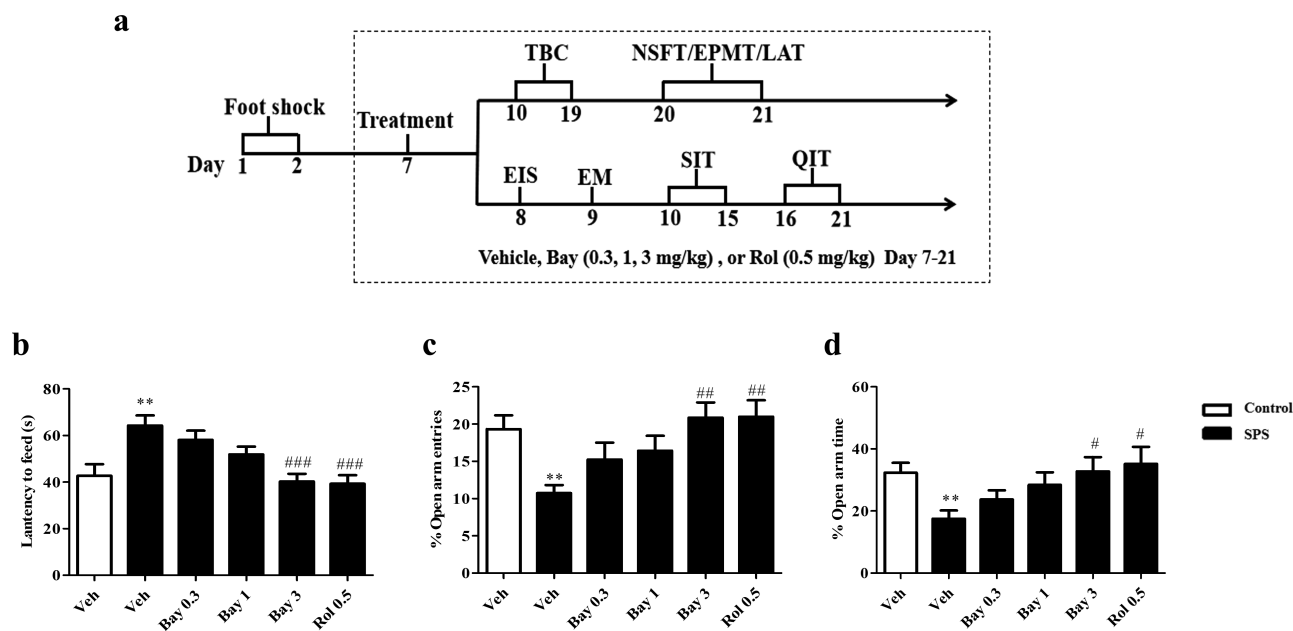 a
TBC
NSFT/EPMT/LAT
10 19 20 21
Foot shock
Treatment
Day 1 2 7
EIS EM SIT QIT
8 9 10 15 16 21
Vehicle, Bay (0.3, 1, 3 mg/kg) , or Rol (0.5 mg/kg) Day 7-21
b
Lantency to feed (s)
80
60
40
20
0
**
###
###
Veh
Veh
Bay 0.3
Bay 1
Bay 3
Rol 0.5
c
% Open arm entries
25
20
15
10
5
0
**
##
##
Veh
Veh
Bay 0.3
Bay 1
Bay 3
Rol 0.5
d
% Open arm time
60
40
20
0
**
#
#
Veh
Veh
Bay 0.3
Bay 1
Bay 3
Rol 0.5
Control
SPS